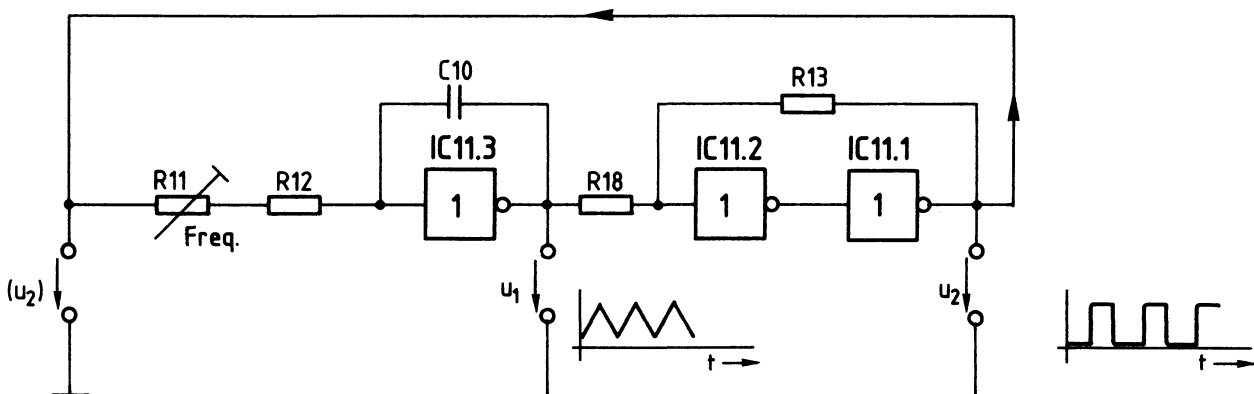 C10
R13
IC11.3
IC11.2
IC11.1
R11
R12
1
R18
1
1
Freq.
(u₂)
u₁
u₂
t
t